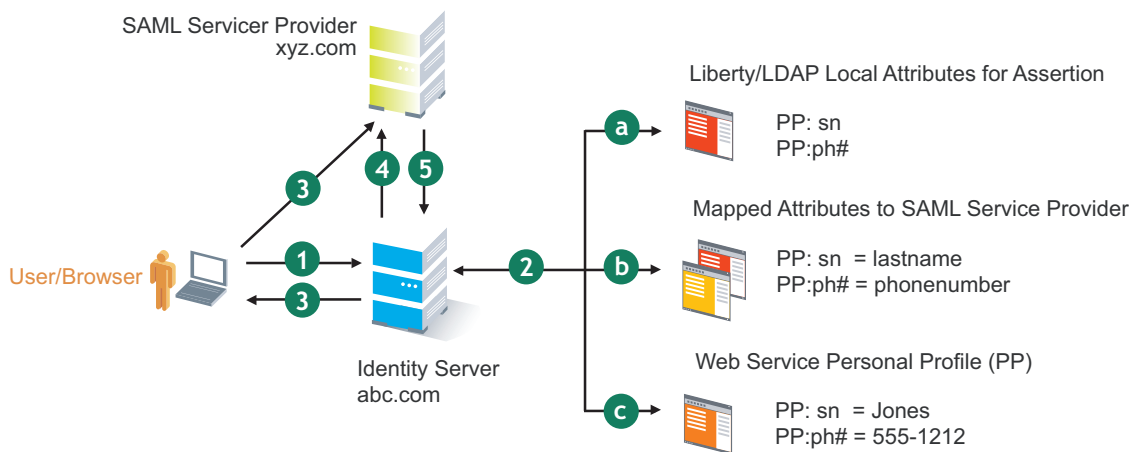 SAML Servicer Provider
xyz.com
Liberty/LDAP Local Attributes for Assertion
a
PP: sn
PP:ph#
4
5
3
Mapped Attributes to SAML Service Provider
User/Browser
1
2
b
PP: sn = lastname
PP:ph# = phonenumber
3
Identity Server
abc.com
Web Service Personal Profile (PP)
c
PP: sn = Jones
PP:ph# = 555-1212